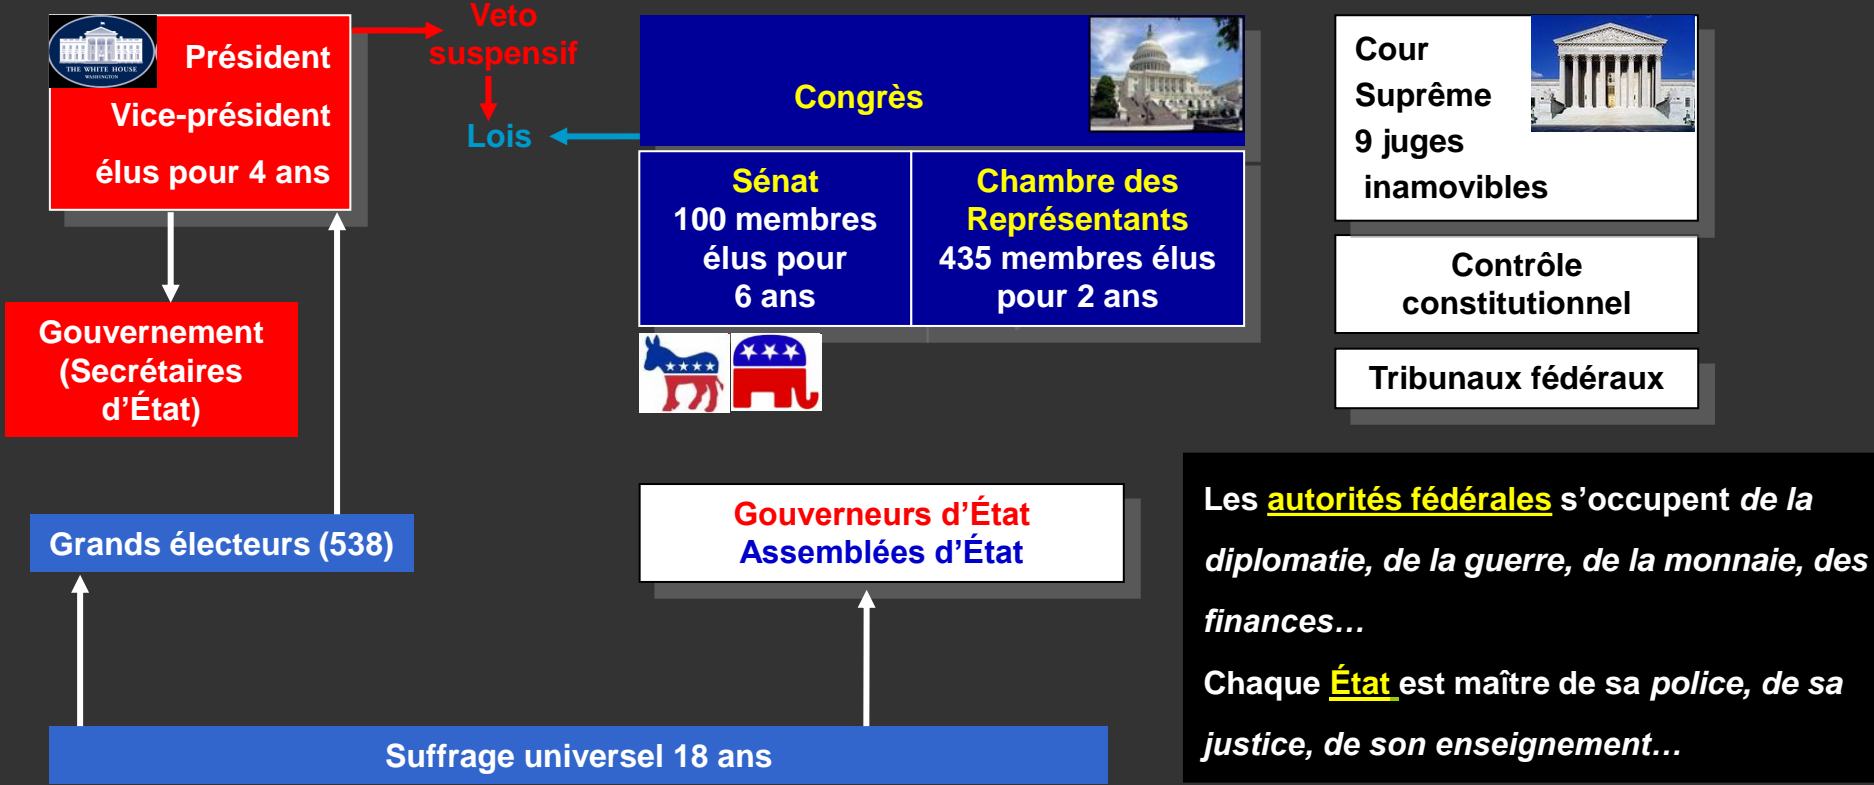 THE WHITE HOUSE
WASHINGTON
Président
Vice-président
élus pour 4 ans
Veto
suspensif
Lois
Congrès
Sénat
100 membres
élus pour
6 ans
Chambre des
Représentants
435 membres élus
pour 2 ans
Cour
Suprême
9 juges
inamovibles
Contrôle
constitutionnel
Tribunaux fédéraux
Gouvernement
(Secrétaires
d’État)
Grands électeurs (538)
Gouverneurs d’État
Assemblées d’État
Suffrage universel 18 ans
Les autorités fédérales s’occupent de la
diplomatie, de la guerre, de la monnaie, des
finances…
Chaque État est maître de sa police, de sa
justice, de son enseignement…